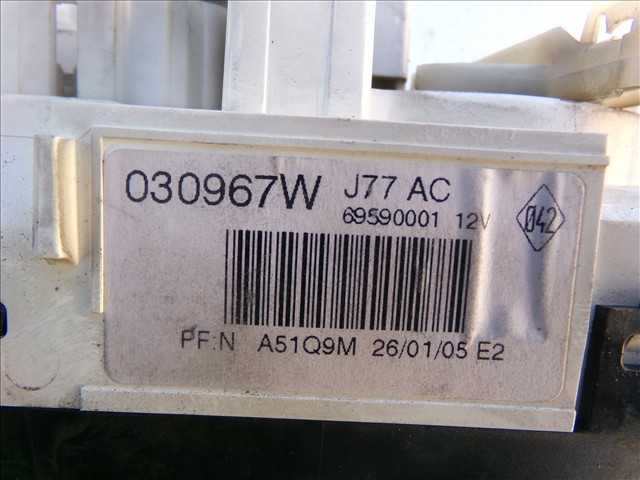 030967W J77 AC
69590001 12V
042
PF:N A51Q9M 26/01/05 E2